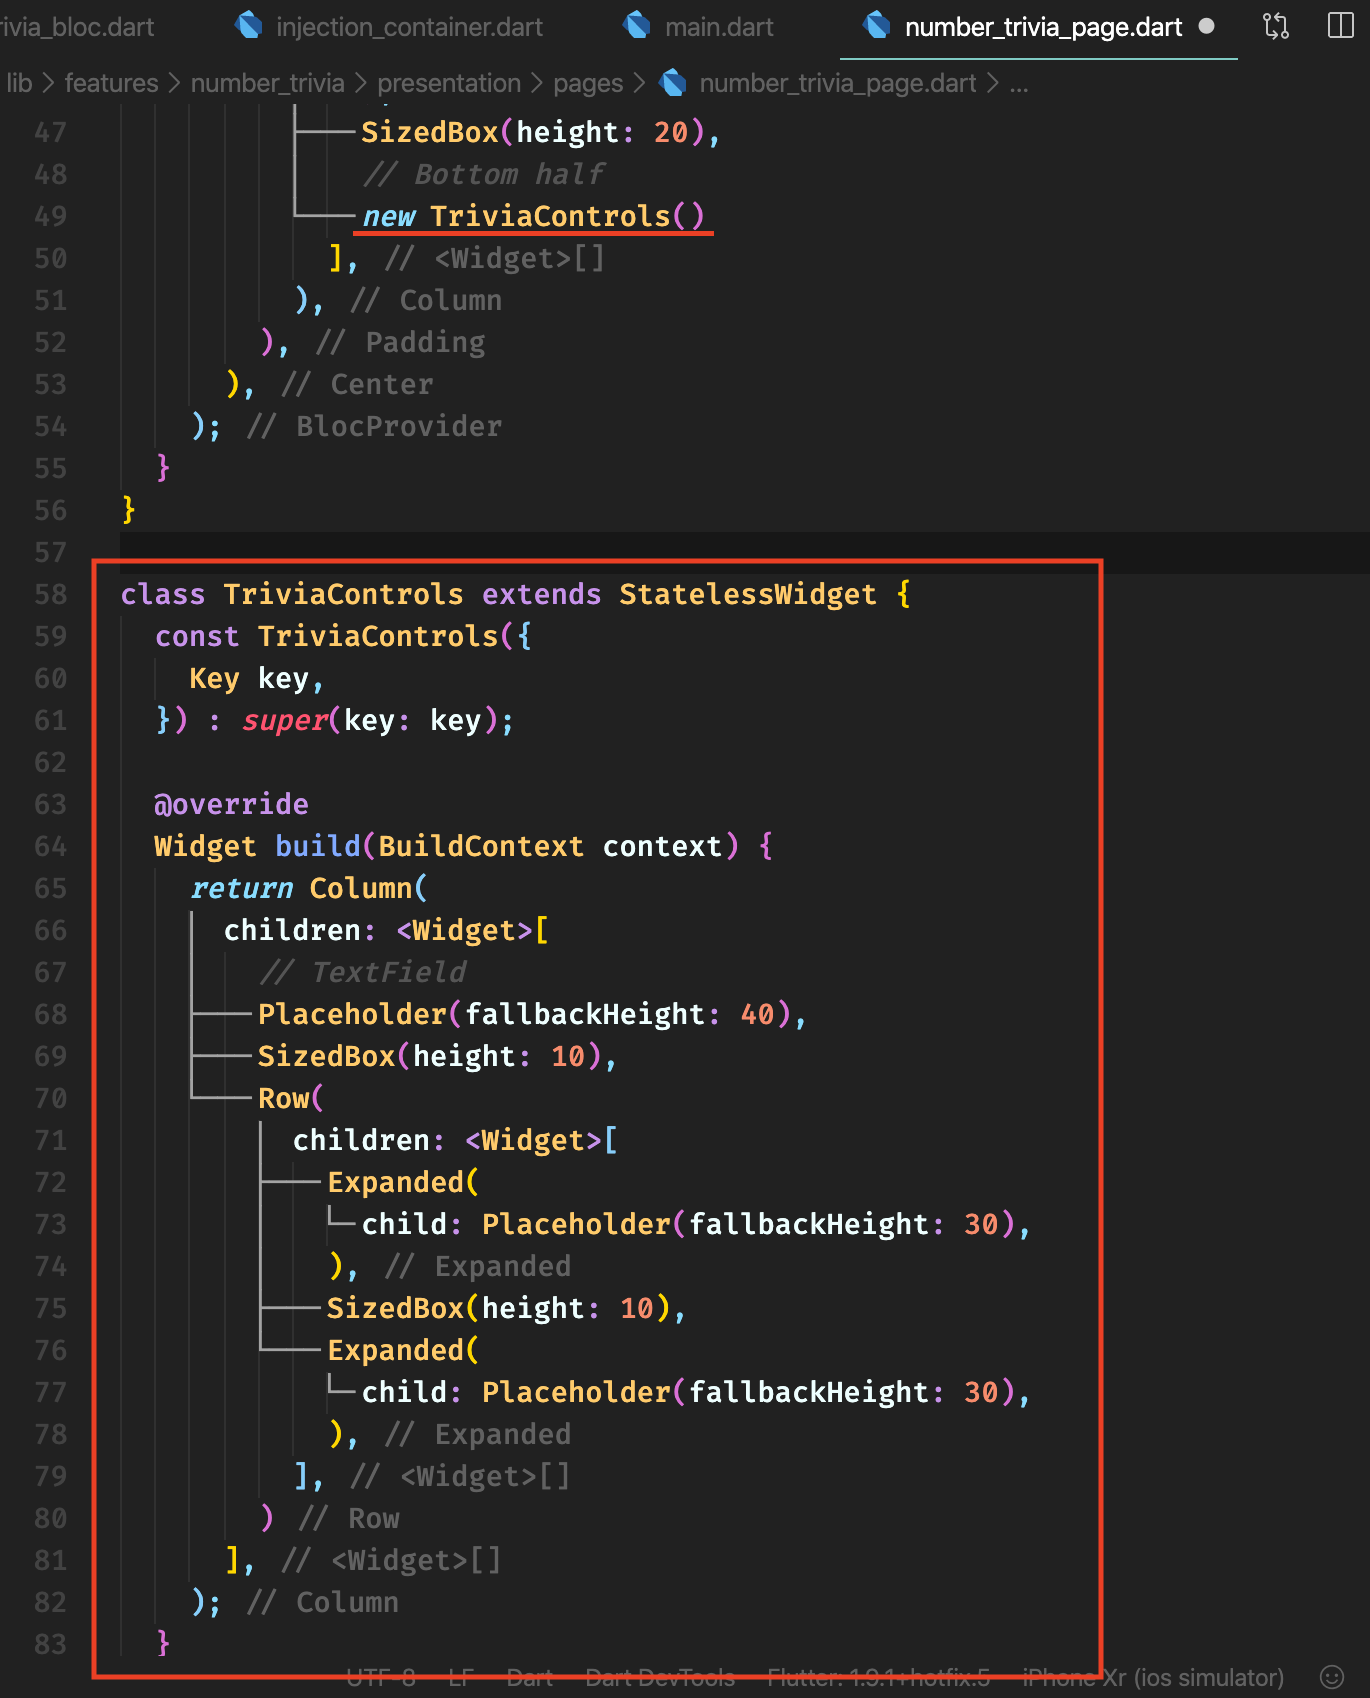 rivia_bloc.dart injection_container.dart main.dart number_trivia_page.dart
lib > features > number_trivia > presentation > pages > number_trivia_page.dart > ...
47 SizedBox(height: 20),
48 // Bottom half
49 new TriviaControls()
50 ], // <Widget>[]
51 ), // Column
52 ), // Padding
53 ), // Center
54 ); // BlocProvider
55 }
56 }
57
58 class TriviaControls extends StatelessWidget {
59 const TriviaControls({
60 Key key,
61 }) : super(key: key);
62
63 @override
64 Widget build(BuildContext context) {
65 return Column(
66 children: <Widget>[
67 // TextField
68 Placeholder(fallbackHeight: 40),
69 SizedBox(height: 10),
70 Row(
71 children: <Widget>[
72 Expanded(
73 child: Placeholder(fallbackHeight: 30),
74 ), // Expanded
75 SizedBox(height: 10),
76 Expanded(
77 child: Placeholder(fallbackHeight: 30),
78 ), // Expanded
79 ], // <Widget>[]
80 ) // Row
81 ], // <Widget>[]
82 ); // Column
83 }
UTF-8 LF Dart Dart DevTools Flutter: 1.9.1+hotfix.5 iPhone Xr (ios simulator)